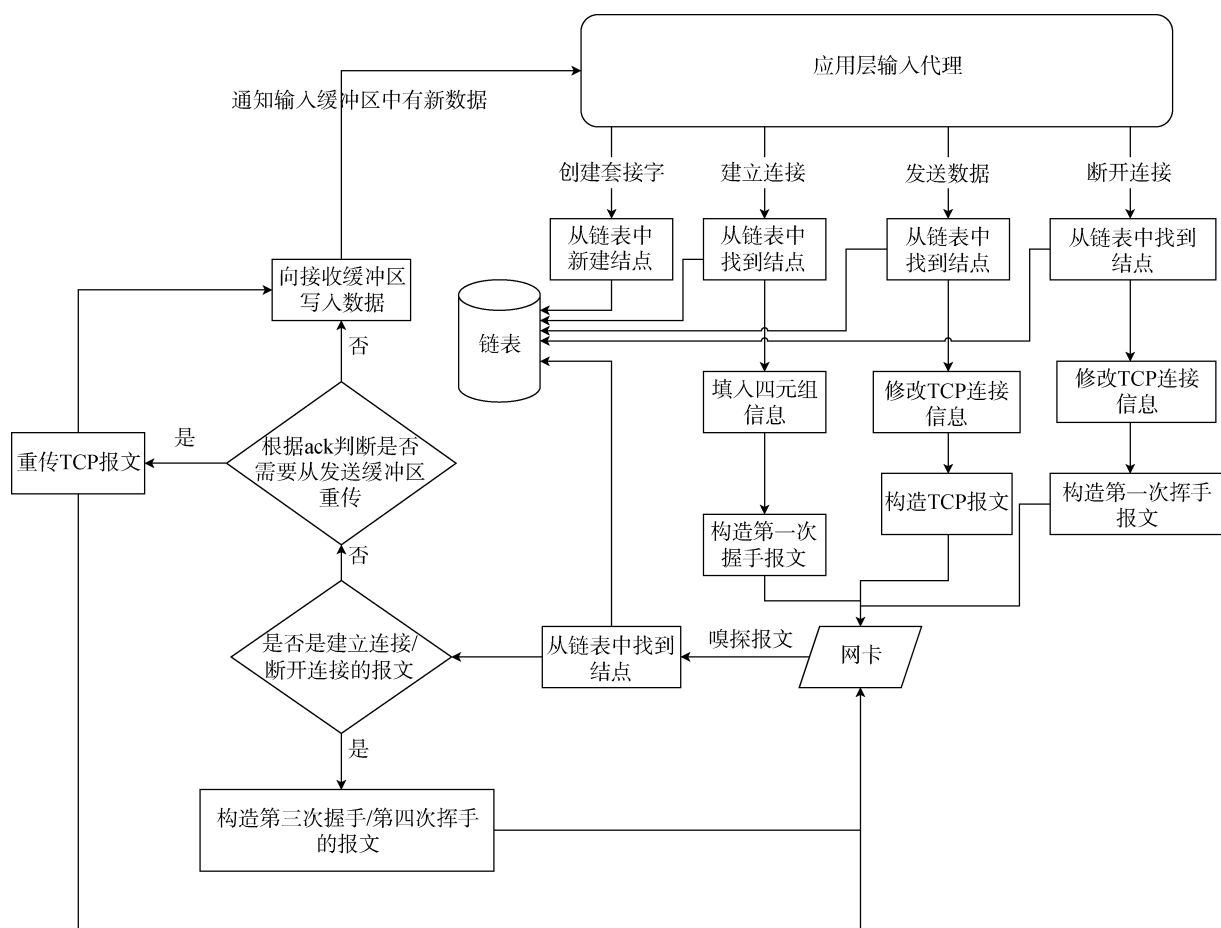 应用层输入代理
通知输入缓冲区中有新数据
创建套接字
建立连接
发送数据
断开连接
从链表中
新建结点
从链表中
找到结点
从链表中
找到结点
从链表中找到
结点
向接收缓冲区
写入数据
链表
否
填入四元组
信息
修改TCP连接
信息
修改TCP连接
信息
是
重传TCP报文
根据ack判断是否
需要从发送缓冲区
重传
构造第一次
握手报文
构造TCP报文
构造第一次挥手
报文
否
是否是建立连接/
断开连接的报文
从链表中找到
结点
嗅探报文
网卡
是
构造第三次握手/第四次挥手
的报文